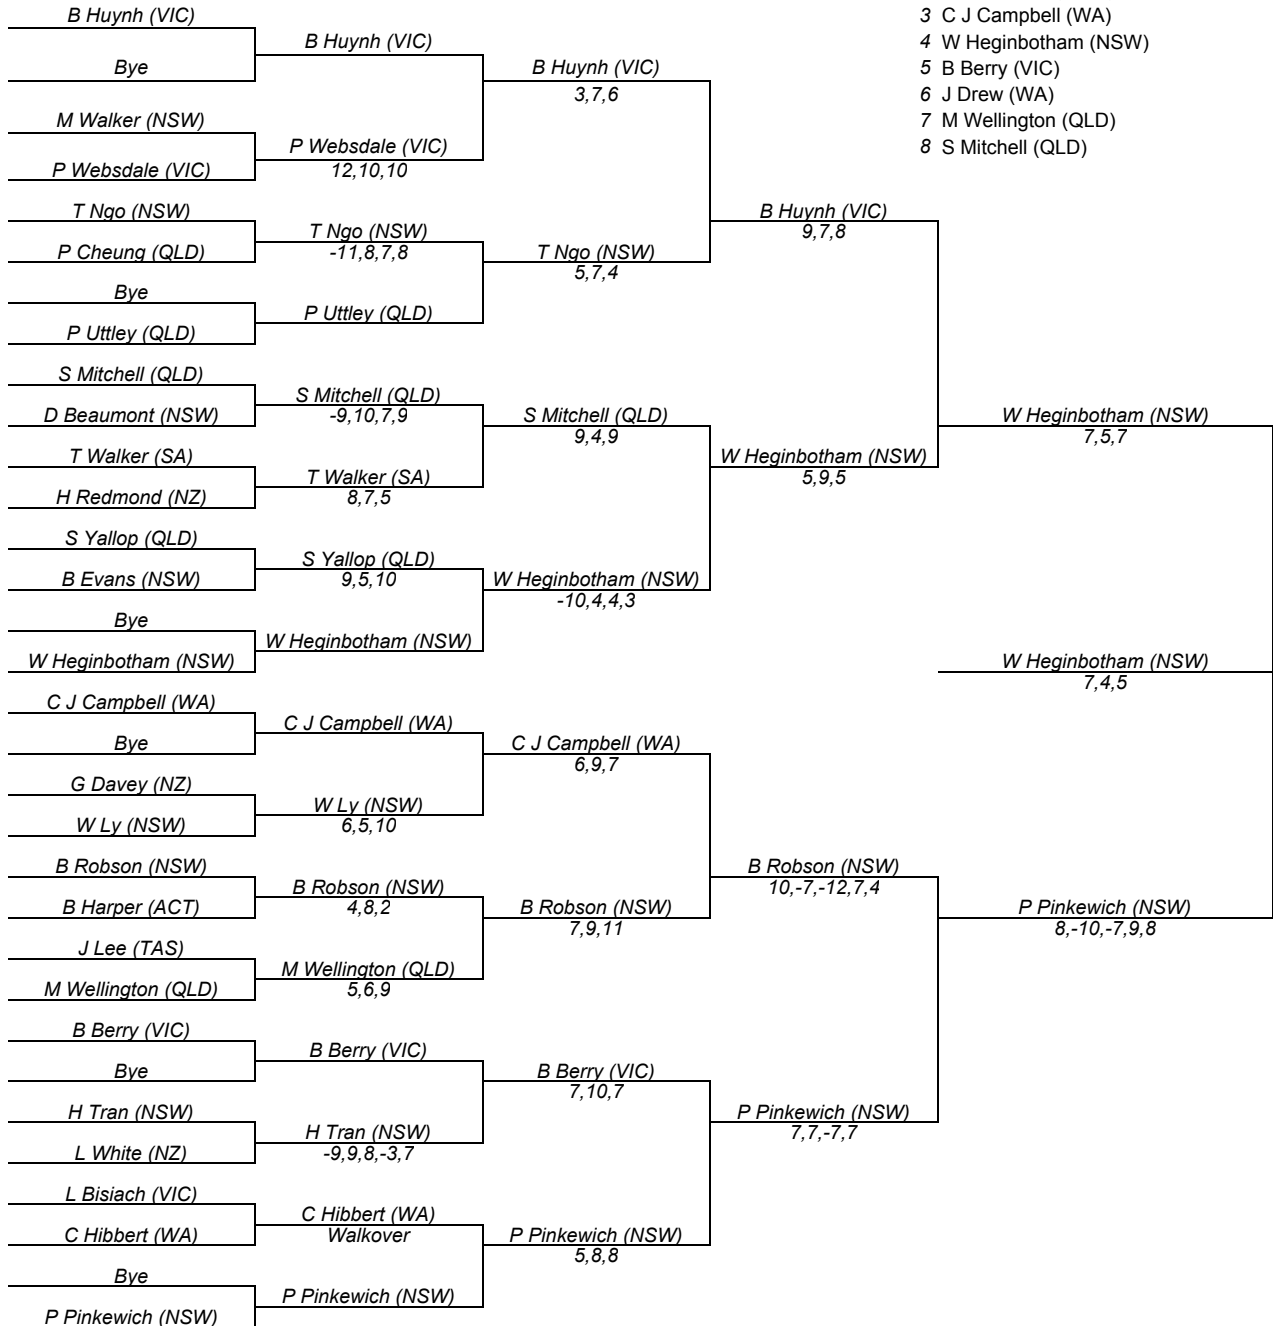 B Huynh (VIC)
Bye
M Walker (NSW)
P Websdale (VIC)
T Ngo (NSW)
P Cheung (QLD)
Bye
P Uttley (QLD)
S Mitchell (QLD)
D Beaumont (NSW)
T Walker (SA)
H Redmond (NZ)
S Yallop (QLD)
B Evans (NSW)
Bye
W Heginbotham (NSW)
C J Campbell (WA)
Bye
G Davey (NZ)
W Ly (NSW)
B Robson (NSW)
B Harper (ACT)
J Lee (TAS)
M Wellington (QLD)
B Berry (VIC)
Bye
H Tran (NSW)
L White (NZ)
L Bisiach (VIC)
C Hibbert (WA)
Bye
P Pinkewich (NSW)
B Huynh (VIC)
P Websdale (VIC)
12,10,10
T Ngo (NSW)
-11,8,7,8
P Uttley (QLD)
S Mitchell (QLD)
-9,10,7,9
T Walker (SA)
8,7,5
S Yallop (QLD)
9,5,10
W Heginbotham (NSW)
C J Campbell (WA)
W Ly (NSW)
6,5,10
B Robson (NSW)
4,8,2
M Wellington (QLD)
5,6,9
B Berry (VIC)
H Tran (NSW)
-9,9,8,-3,7
C Hibbert (WA)
Walkover
P Pinkewich (NSW)
B Huynh (VIC)
3,7,6
T Ngo (NSW)
5,7,4
S Mitchell (QLD)
9,4,9
W Heginbotham (NSW)
-10,4,4,3
C J Campbell (WA)
6,9,7
B Robson (NSW)
7,9,11
B Berry (VIC)
7,10,7
P Pinkewich (NSW)
5,8,8
B Huynh (VIC)
9,7,8
W Heginbotham (NSW)
5,9,5
B Robson (NSW)
10,-7,-12,7,4
P Pinkewich (NSW)
7,7,-7,7
W Heginbotham (NSW)
7,5,7
W Heginbotham (NSW)
7,4,5
P Pinkewich (NSW)
8,-10,-7,9,8
3 C J Campbell (WA)
4 W Heginbotham (NSW)
5 B Berry (VIC)
6 J Drew (WA)
7 M Wellington (QLD)
8 S Mitchell (QLD)